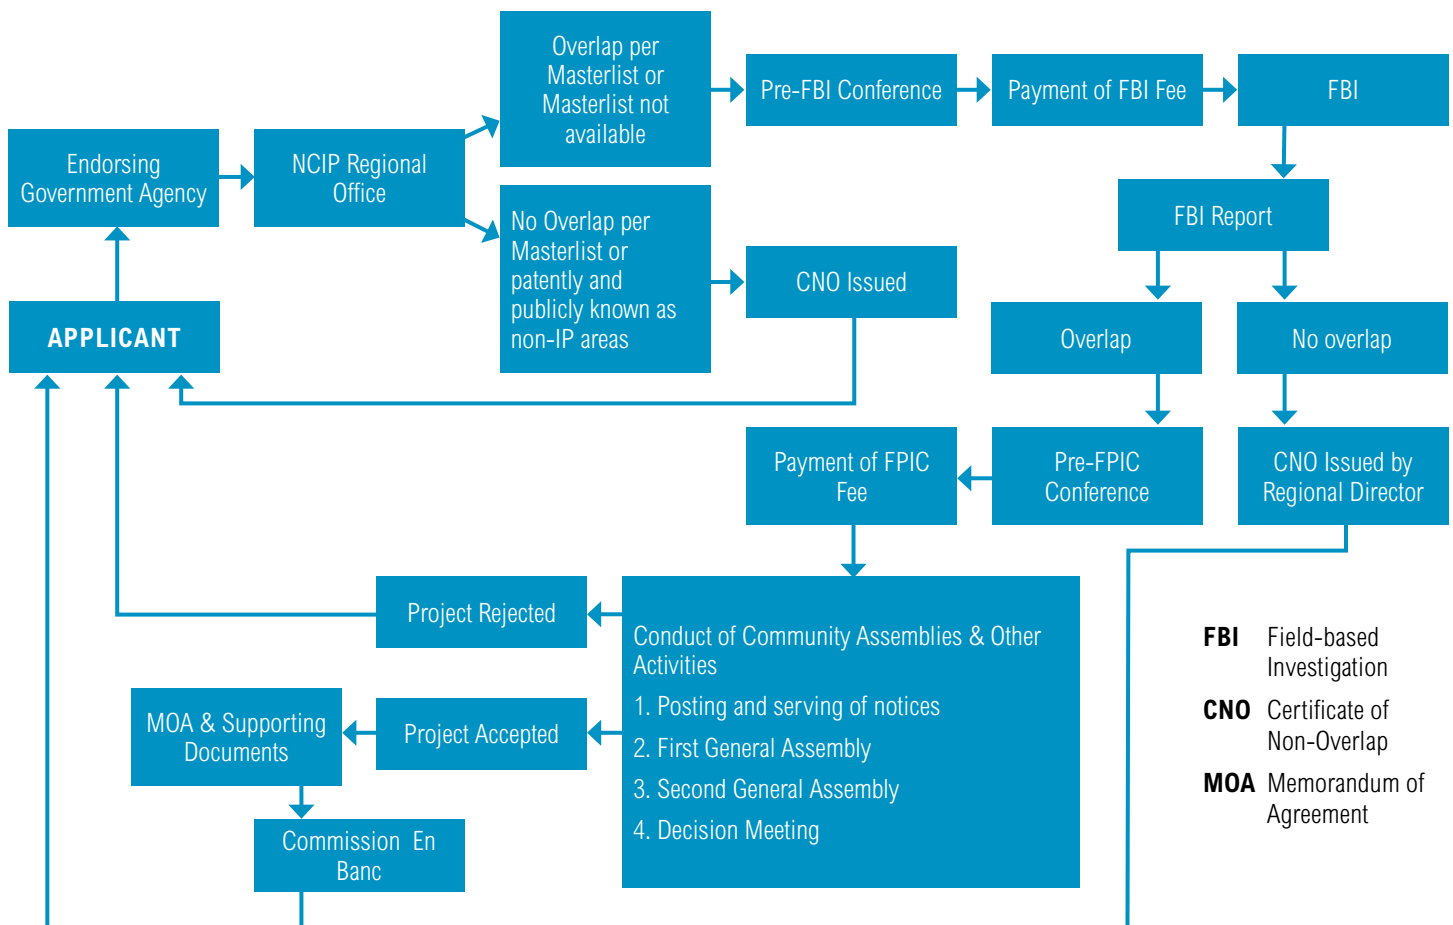 Overlap per
Masterlist or
Masterlist not
available
Pre-FBI Conference
Payment of FBI Fee
FBI
Endorsing
Government Agency
NCIP Regional
Office
FBI Report
No Overlap per
Masterlist or
patently and
publicly known as
non-IP areas
CNO Issued
APPLICANT
Overlap
No overlap
Payment of FPIC
Fee
Pre-FPIC
Conference
CNO Issued by
Regional Director
Project Rejected
Conduct of Community Assemblies & Other
Activities
1. Posting and serving of notices
2. First General Assembly
3. Second General Assembly
4. Decision Meeting
MOA & Supporting
Documents
Project Accepted
Commission En
Banc
FBI Field-based
Investigation
CNO Certificate of
Non-Overlap
MOA Memorandum of
Agreement